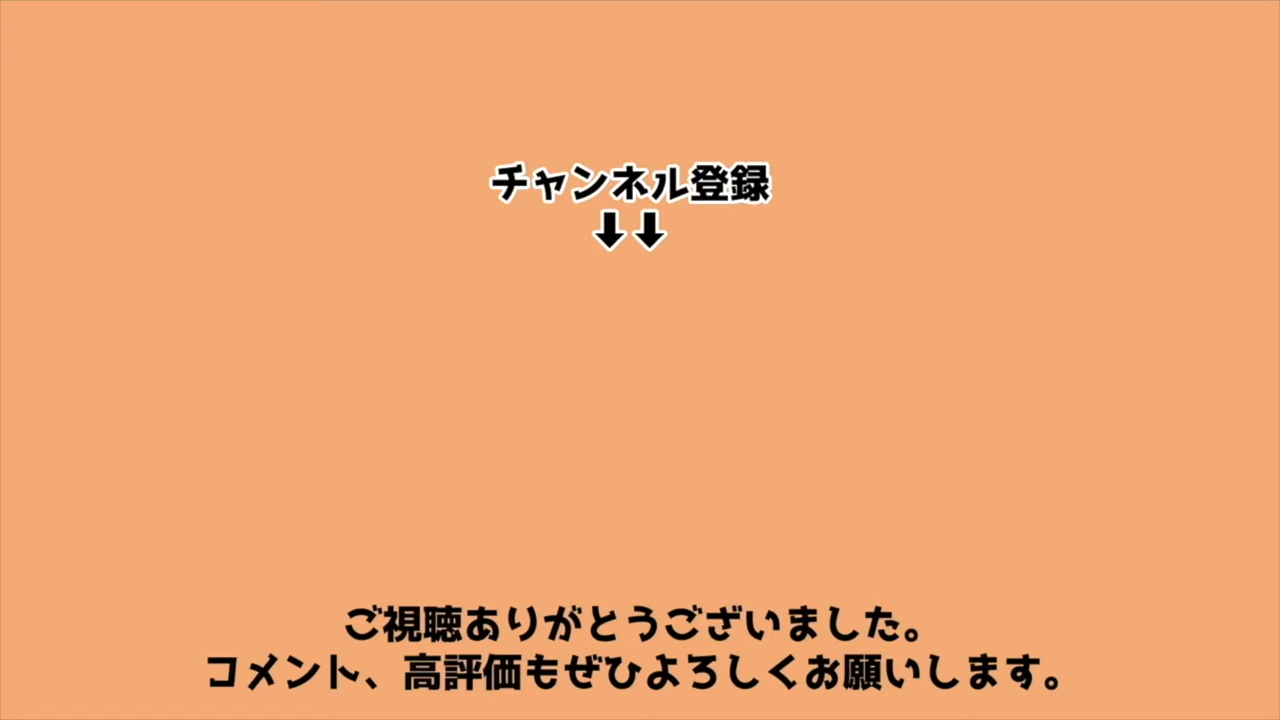 チャンネル登録
⬇⬇
ご視聴ありがとうございました。
コメント、高評価もぜひよろしくお願いします。